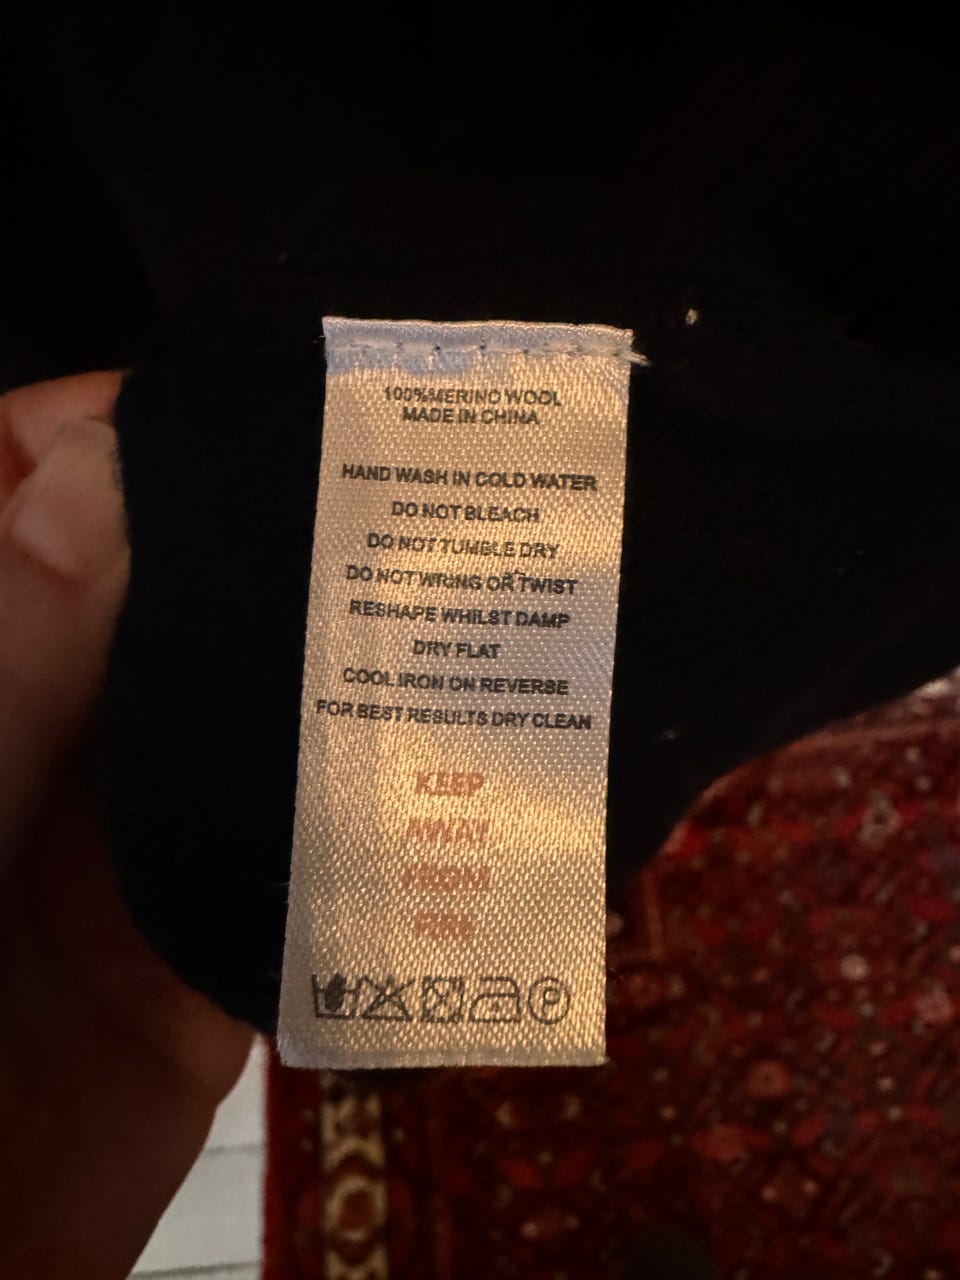 100%MERINO WOOL
MADE IN CHINA
HAND WASH IN COLD WATER
DO NOT BLEACH
DO NOT TUMBLE DRY
DO NOT WRING OR TWIST
RESHAPE WHILST DAMP
DRY FLAT
COOL IRON ON REVERSE
FOR BEST RESULTS DRY CLEAN
KEEP
AWAY
FROM
FIRE
P